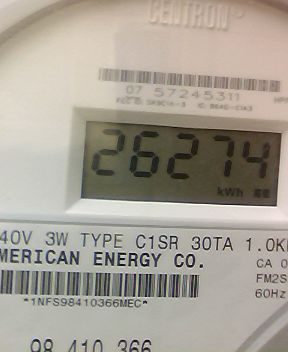 CENTRON®
07 57245311
26274
kWh
40V 3W TYPE C1SR 30TA 1.0K
MERICAN ENERGY CO.
CA 0
FM2S
60Hz
*1NFS98410366MEC*
98 410 366